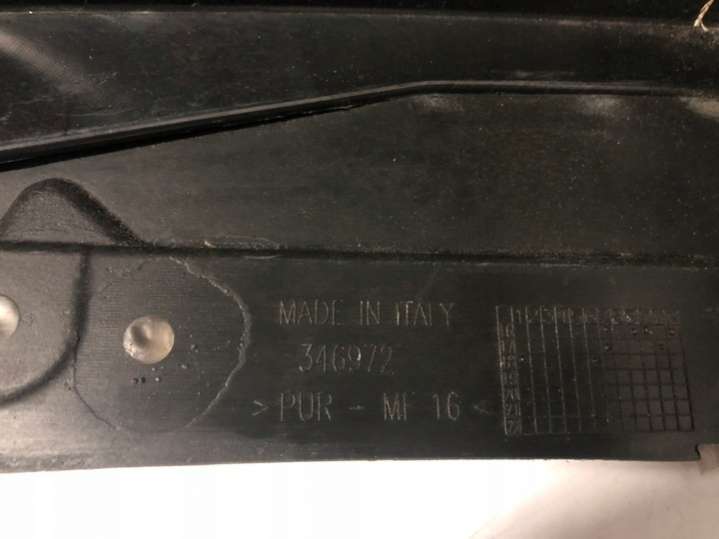 MADE IN ITALY
346972
> PUR - MF 16 <